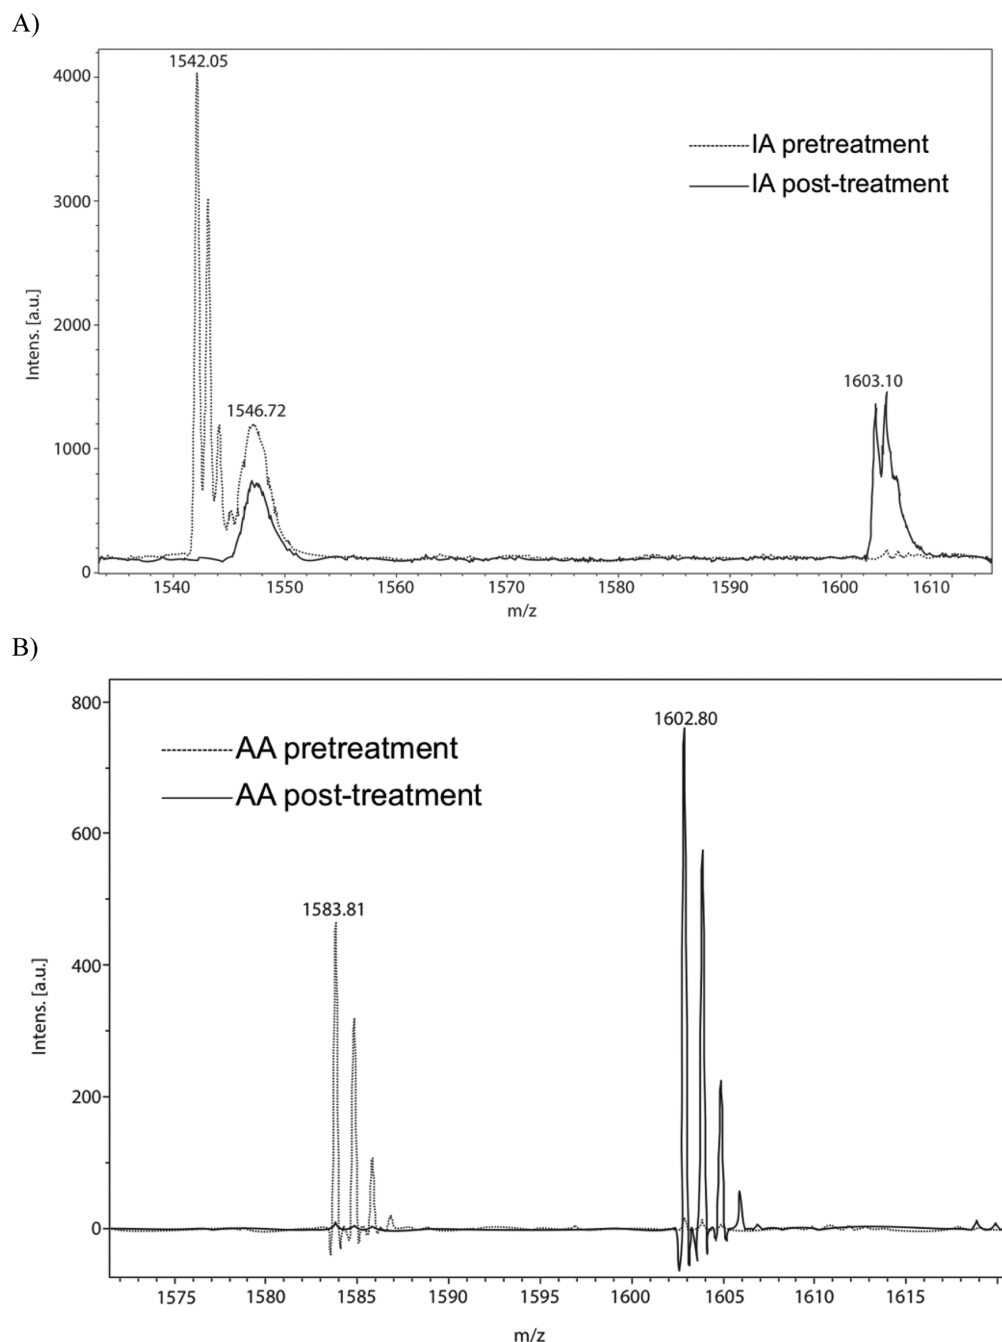 A)
1542.05
4000
IA pretreatment
IA post-treatment
3000
Intens. [a.u.]
2000
1546.72
1603.10
1000
0
1540 1550 1560 1570 1580 1590 1600 1610
m/z
B)
800
1602.80
AA pretreatment
AA post-treatment
600
1583.81
Intens. [a.u.]
400
200
0
1575 1580 1585 1590 1595 1600 1605 1610 1615
m/z